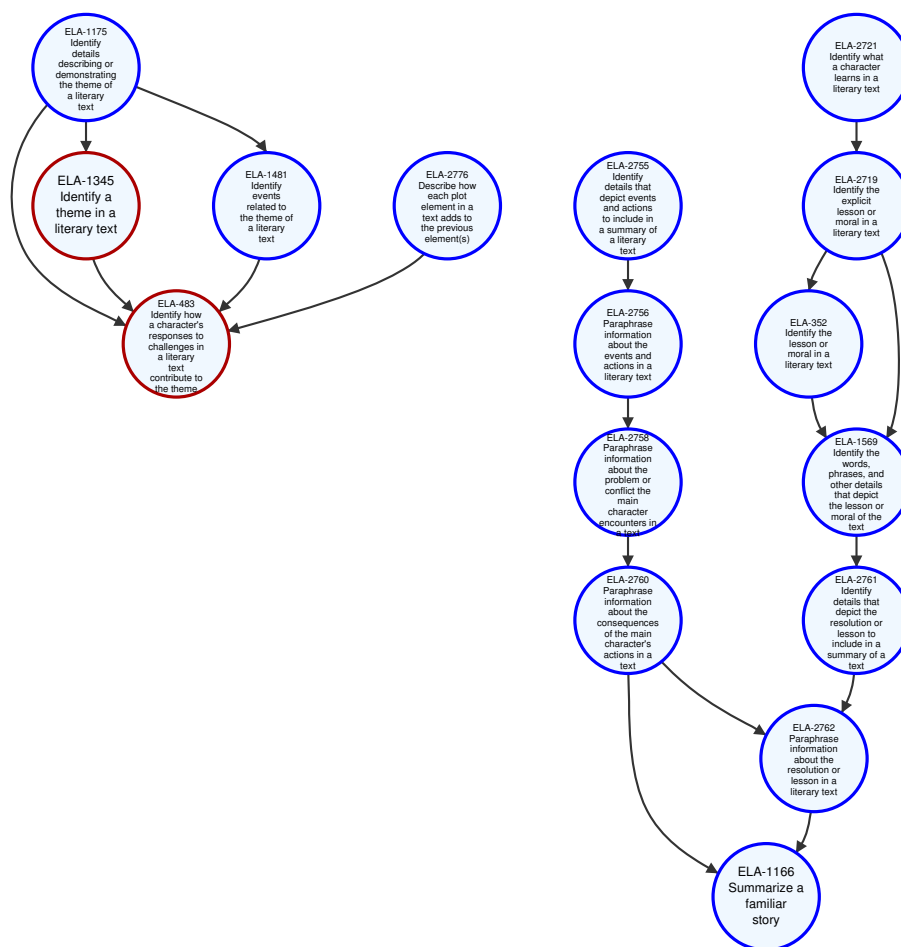 ELA-1175
Identify
details
describing or
demonstrating
the theme of
a literary
text
ELA-2721
Identify what
a character
learns in a
literary text
ELA-1345
Identify a
theme in a
literary text
ELA-1481
Identify
events
related to
the theme of
a literary
text
ELA-2776
Describe how
each plot
element in a
text adds to
the previous
element(s)
ELA-2755
Identify
details that
depict events
and actions
to include in
a summary of
a literary
text
ELA-2719
Identify the
explicit
lesson or
moral in a
literary text
ELA-483
Identify how
a character's
responses to
challenges in
a literary
text
contribute to
the theme
ELA-2756
Paraphrase
information
about the
events and
actions in a
literary text
ELA-352
Identify the
lesson or
moral in a
literary text
ELA-2758
Paraphrase
information
about the
problem or
conflict the
main
character
encounters in
a text
ELA-1569
Identify the
words,
phrases, and
other details
that depict
the lesson or
moral of the
text
ELA-2760
Paraphrase
information
about the
consequences
of the main
character's
actions in a
text
ELA-2761
Identify
details that
depict the
resolution or
lesson to
include in a
summary of a
text
ELA-2762
Paraphrase
information
about the
resolution or
lesson in a
literary text
ELA-1166
Summarize a
familiar
story